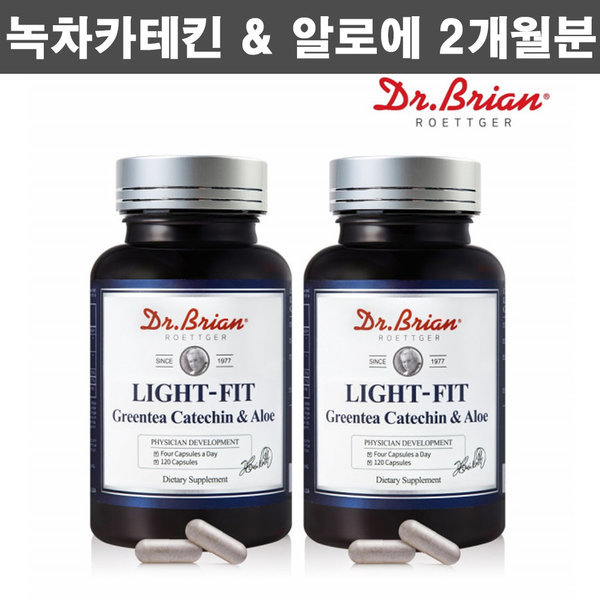 녹차카테킨 & 알로에 2개월분
Dr.Brian®
ROETTGER
Dr.Brian®
ROETTGER
SINCE 1977
LIGHT-FIT
Greentea Catechin & Aloe
PHYSICIAN DEVELOPMENT
Four Capsules a Day
120 Capsules
Dietary Supplement
Dr.Brian®
ROETTGER
SINCE 1977
LIGHT-FIT
Greentea Catechin & Aloe
PHYSICIAN DEVELOPMENT
Four Capsules a Day
120 Capsules
Dietary Supplement